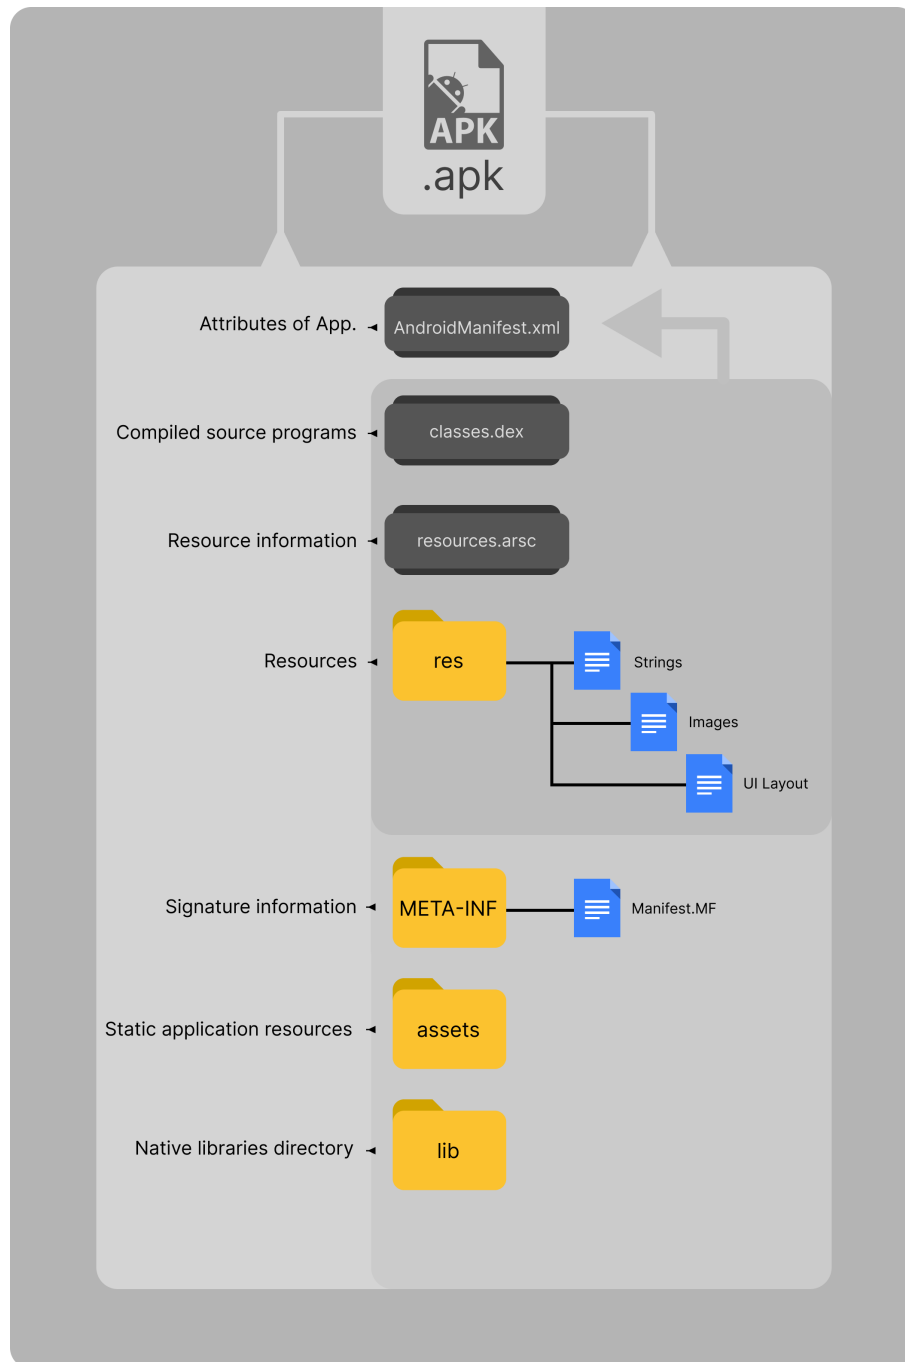 APK
.apk
Attributes of App.
AndroidManifest.xml
Compiled source programs
classes.dex
Resource information
resources.arsc
Resources
res
Strings
Images
UI Layout
Signature information
META-INF
Manifest.MF
Static application resources
assets
Native libraries directory
lib